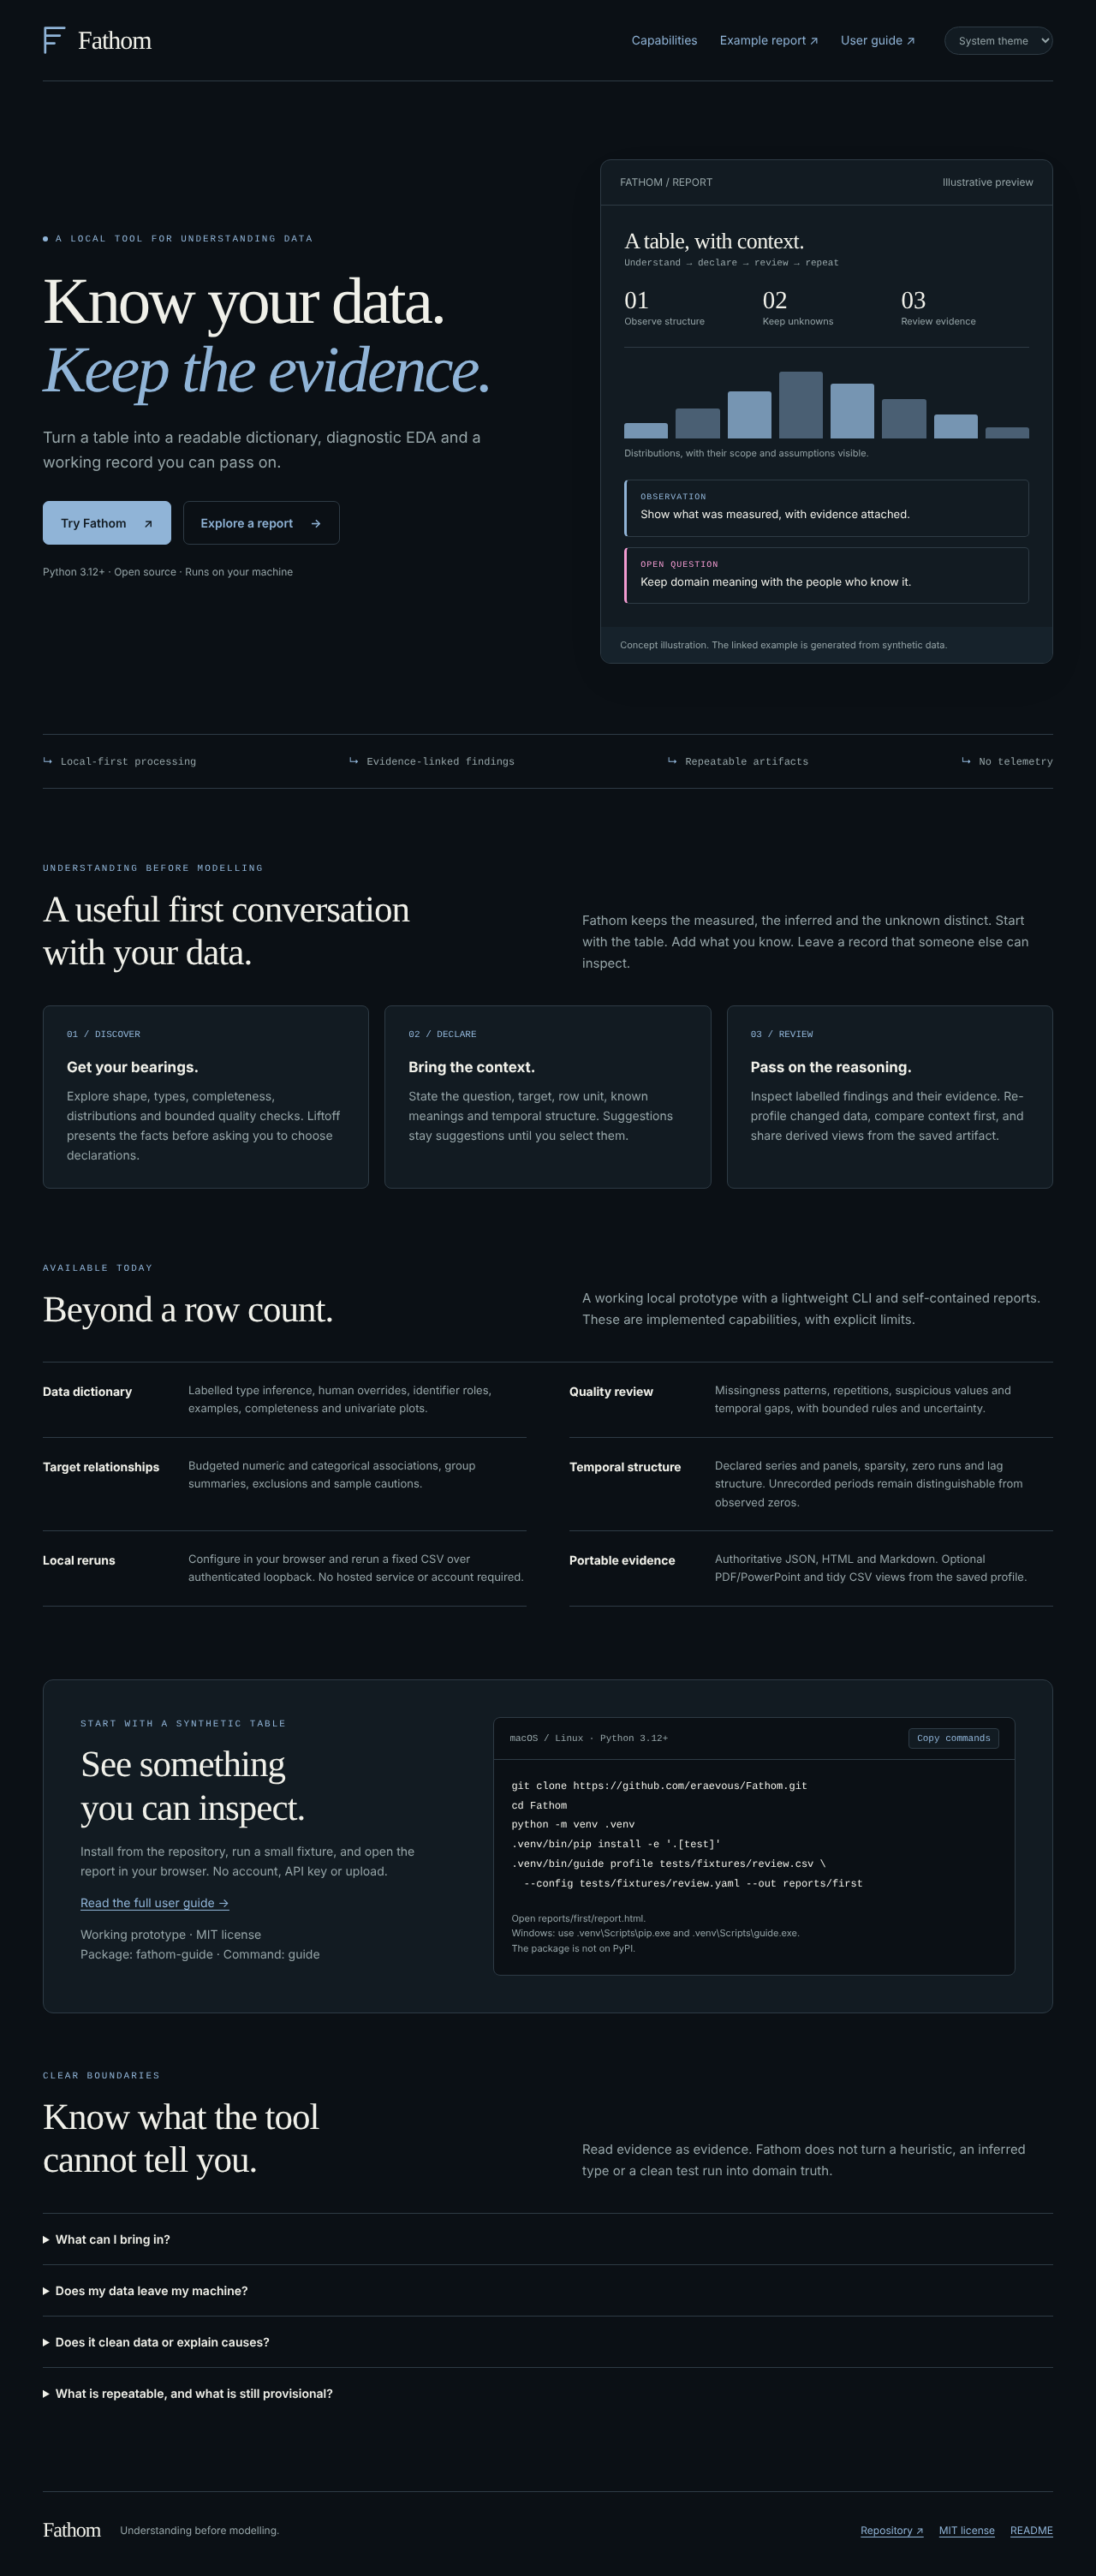 Fathom
Capabilities
Example report ↗
User guide ↗
System theme
A LOCAL TOOL FOR UNDERSTANDING DATA
Know your data.
Keep the evidence.
Turn a table into a readable dictionary, diagnostic EDA and a
working record you can pass on.
Try Fathom ↗
Explore a report →
Python 3.12+ · Open source · Runs on your machine
FATHOM / REPORT
Illustrative preview
A table, with context.
Understand → declare → review → repeat
01
Observe structure
02
Keep unknowns
03
Review evidence
Distributions, with their scope and assumptions visible.
OBSERVATION
Show what was measured, with evidence attached.
OPEN QUESTION
Keep domain meaning with the people who know it.
Concept illustration. The linked example is generated from synthetic data.
↳ Local-first processing
↳ Evidence-linked findings
↳ Repeatable artifacts
↳ No telemetry
UNDERSTANDING BEFORE MODELLING
A useful first conversation
with your data.
Fathom keeps the measured, the inferred and the unknown distinct. Start
with the table. Add what you know. Leave a record that someone else can
inspect.
01 / DISCOVER
Get your bearings.
Explore shape, types, completeness,
distributions and bounded quality checks. Liftoff
presents the facts before asking you to choose
declarations.
02 / DECLARE
Bring the context.
State the question, target, row unit, known
meanings and temporal structure. Suggestions
stay suggestions until you select them.
03 / REVIEW
Pass on the reasoning.
Inspect labelled findings and their evidence. Re-
profile changed data, compare context first, and
share derived views from the saved artifact.
AVAILABLE TODAY
Beyond a row count.
A working local prototype with a lightweight CLI and self-contained reports.
These are implemented capabilities, with explicit limits.
Data dictionary
Labelled type inference, human overrides, identifier roles,
examples, completeness and univariate plots.
Quality review
Missingness patterns, repetitions, suspicious values and
temporal gaps, with bounded rules and uncertainty.
Target relationships
Budgeted numeric and categorical associations, group
summaries, exclusions and sample cautions.
Temporal structure
Declared series and panels, sparsity, zero runs and lag
structure. Unrecorded periods remain distinguishable from
observed zeros.
Local reruns
Configure in your browser and rerun a fixed CSV over
authenticated loopback. No hosted service or account required.
Portable evidence
Authoritative JSON, HTML and Markdown. Optional
PDF/PowerPoint and tidy CSV views from the saved profile.
START WITH A SYNTHETIC TABLE
See something
you can inspect.
Install from the repository, run a small fixture, and open the
report in your browser. No account, API key or upload.
Read the full user guide →
Working prototype · MIT license
Package: fathom-guide · Command: guide
macOS / Linux · Python 3.12+
Copy commands
git clone https://github.com/eraevous/Fathom.git
cd Fathom
python -m venv .venv
.venv/bin/pip install -e '.[test]'
.venv/bin/guide profile tests/fixtures/review.csv \
--config tests/fixtures/review.yaml --out reports/first
Open reports/first/report.html.
Windows: use .venv\Scripts\pip.exe and .venv\Scripts\guide.exe.
The package is not on PyPI.
CLEAR BOUNDARIES
Know what the tool
cannot tell you.
Read evidence as evidence. Fathom does not turn a heuristic, an inferred
type or a clean test run into domain truth.
What can I bring in?
Does my data leave my machine?
Does it clean data or explain causes?
What is repeatable, and what is still provisional?
Fathom
Understanding before modelling.
Repository ↗
MIT license
README